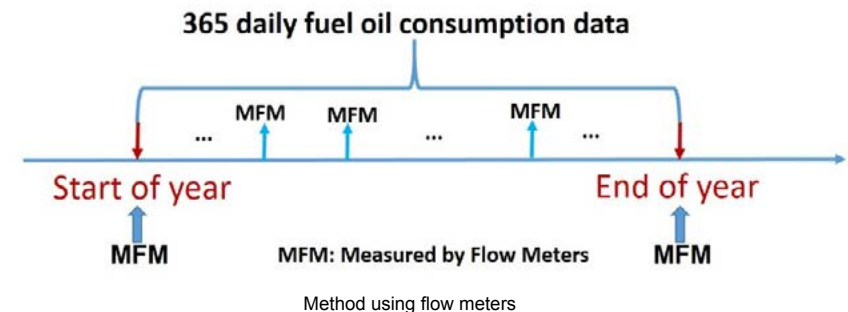 365 daily fuel oil consumption data
... MFM MFM ... MFM ...
Start of year End of year
MFM MFM: Measured by Flow Meters MFM
Method using flow meters